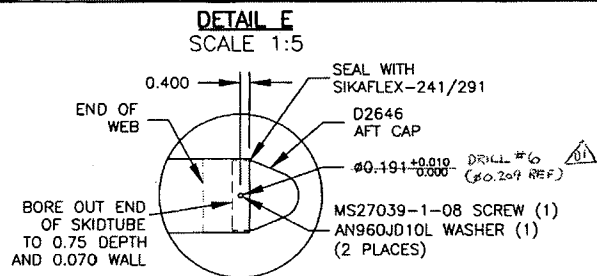 DETAIL E
SCALE 1:5
0.400
SEAL WITH
SIKAFLEX-241/291
END OF
WEB
D2646
AFT CAP
Ø0.191 +0.010
0.000
DRILL #6
(Ø0.204 REF)
D1
BORE OUT END
OF SKIDTUBE
TO 0.75 DEPTH
AND 0.070 WALL
MS27039-1-08 SCREW (1)
AN960JD10L WASHER (1)
(2 PLACES)